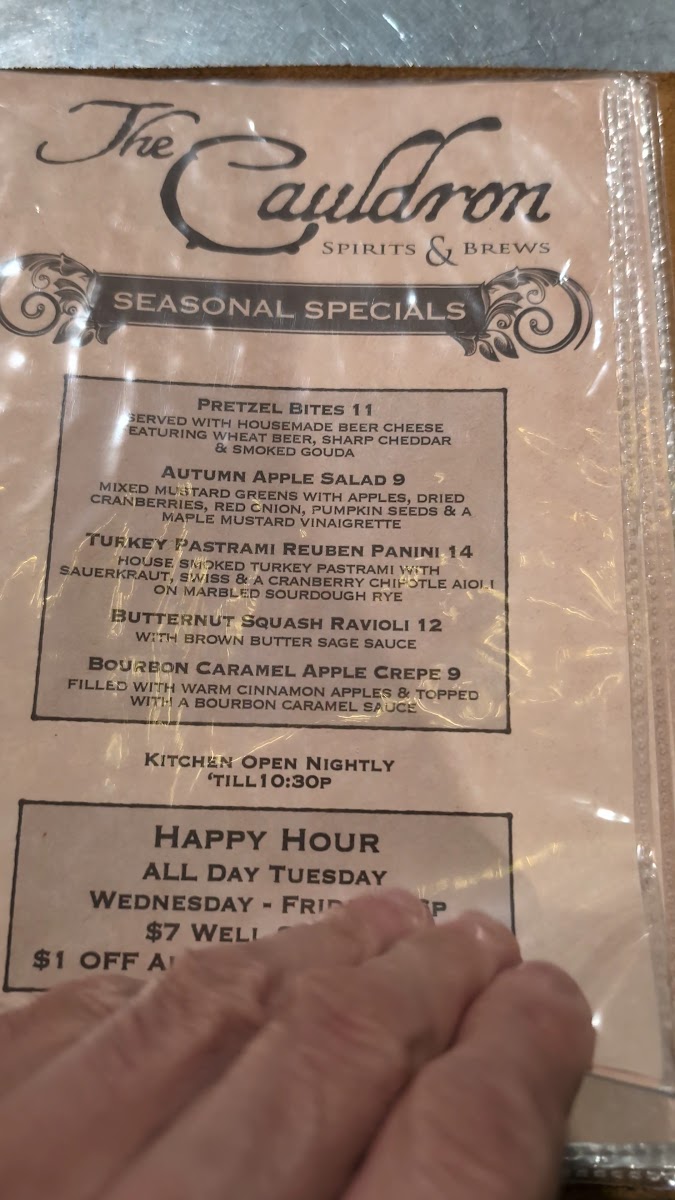 The
Cauldron
SPIRITS & BREWS
SEASONAL SPECIALS
PRETZEL BITES 11
SERVED WITH HOUSEMADE BEER CHEESE
EATURING WHEAT BEER, SHARP CHEDDAR
& SMOKED GOUDA
AUTUMN APPLE SALAD 9
MIXED MUSTARD GREENS WITH APPLES, DRIED
CRANBERRIES, RED ONION, PUMPKIN SEEDS & A
MAPLE MUSTARD VINAIGRETTE
TURKEY PASTRAMI REUBEN PANINI 14
HOUSE SMOKED TURKEY PASTRAMI WITH
SAUERKRAUT, SWISS & A CRANBERRY CHIPOTLE AIOLI
ON MARBLED SOURDOUGH RYE
BUTTERNUT SQUASH RAVIOLI 12
WITH BROWN BUTTER SAGE SAUCE
BOURBON CARAMEL APPLE CREPE 9
FILLED WITH WARM CINNAMON APPLES & TOPPED
WITH A BOURBON CARAMEL SAUCE
KITCHEN OPEN NIGHTLY
'TILL 10:30P
HAPPY HOUR
ALL DAY TUESDAY
WEDNESDAY -
$7 WELL
$1 OFF